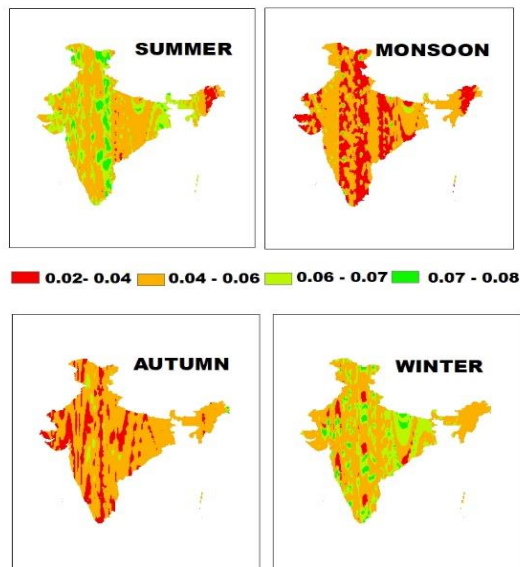 SUMMER
MONSOON
0.02- 0.04
0.04 - 0.06
0.06 - 0.07
0.07 - 0.08
AUTUMN
WINTER